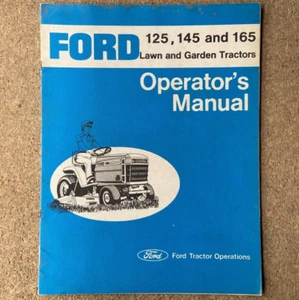 FORD 125, 145 and 165
Lawn and Garden Tractors
Operator's
Manual
Ford Ford Tractor Operations